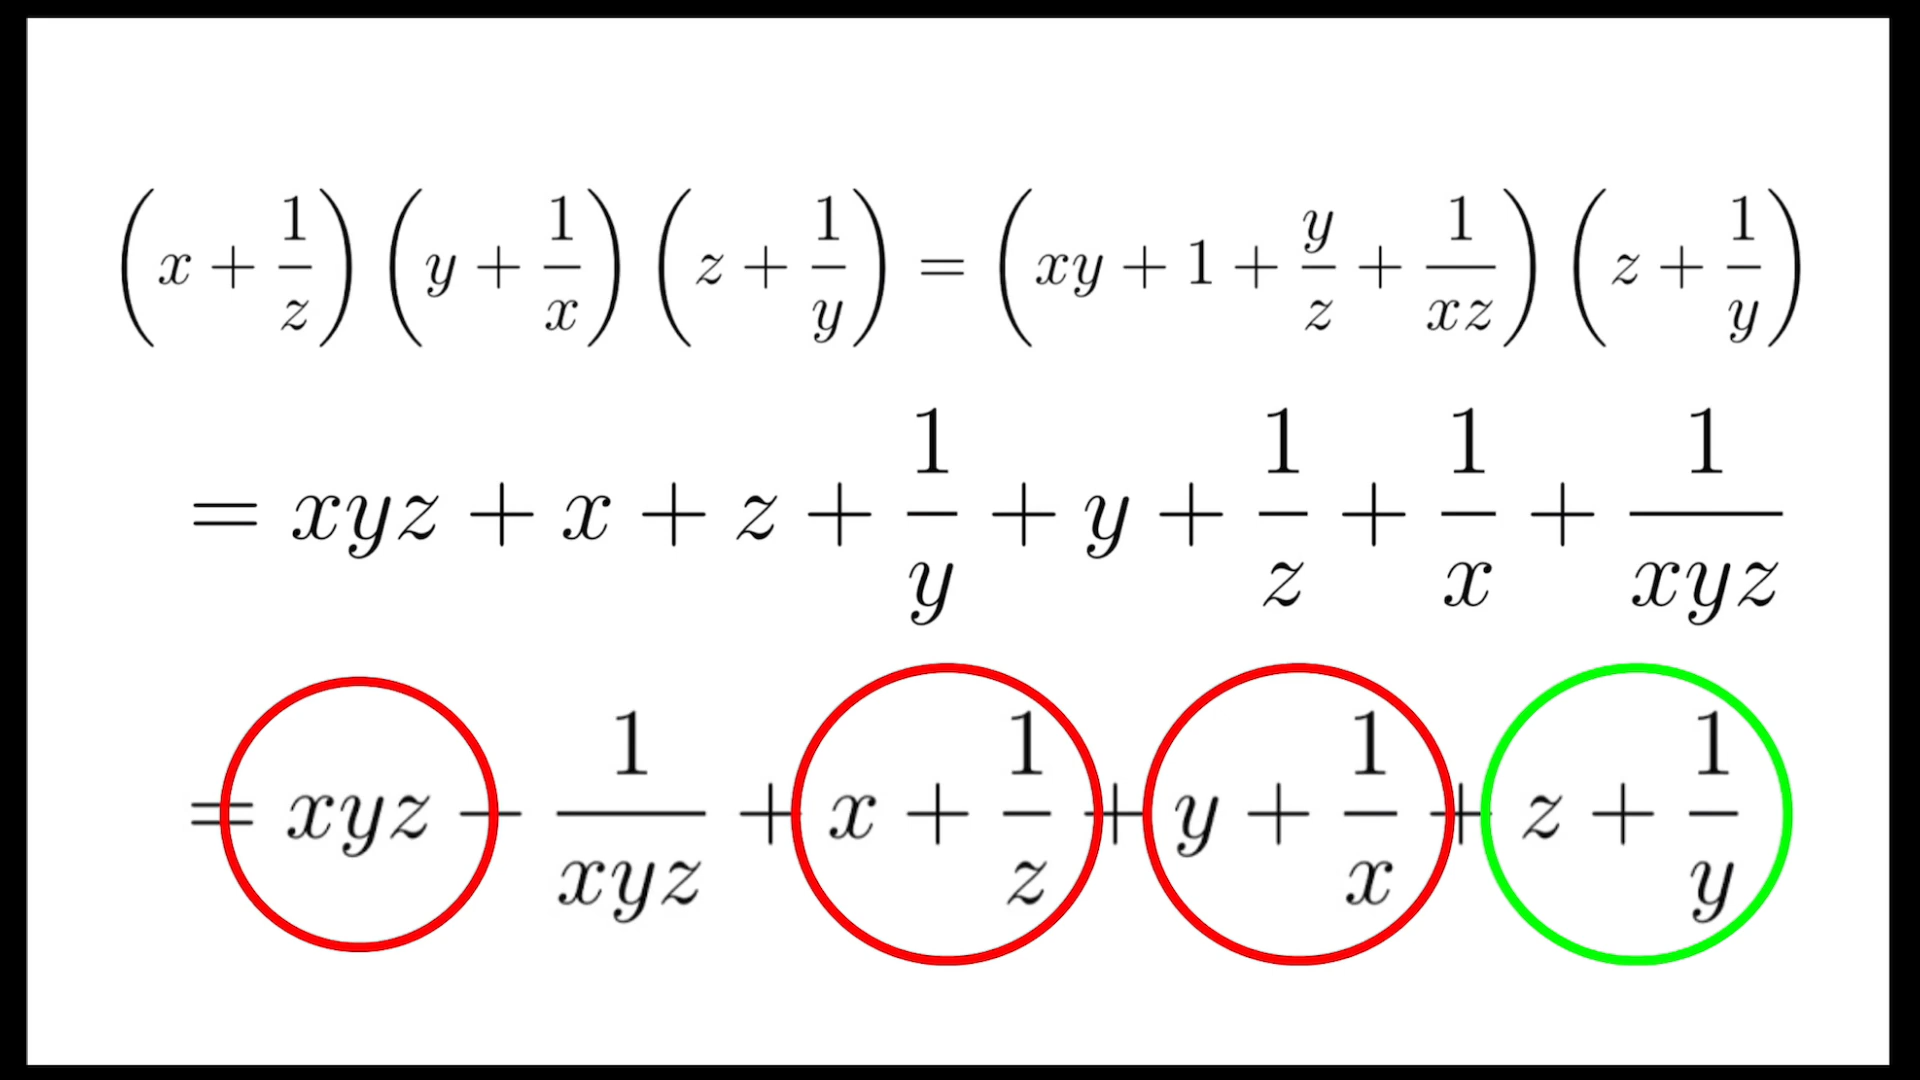 (x + 1/z)(y + 1/x)(z + 1/y) = (xy + 1 + y/z + 1/xz)(z + 1/y)
= xyz + x + z + 1/y + y + 1/z + 1/x + 1/xyz
= xyz + 1/xyz + x + 1/z + y + 1/x + z + 1/y